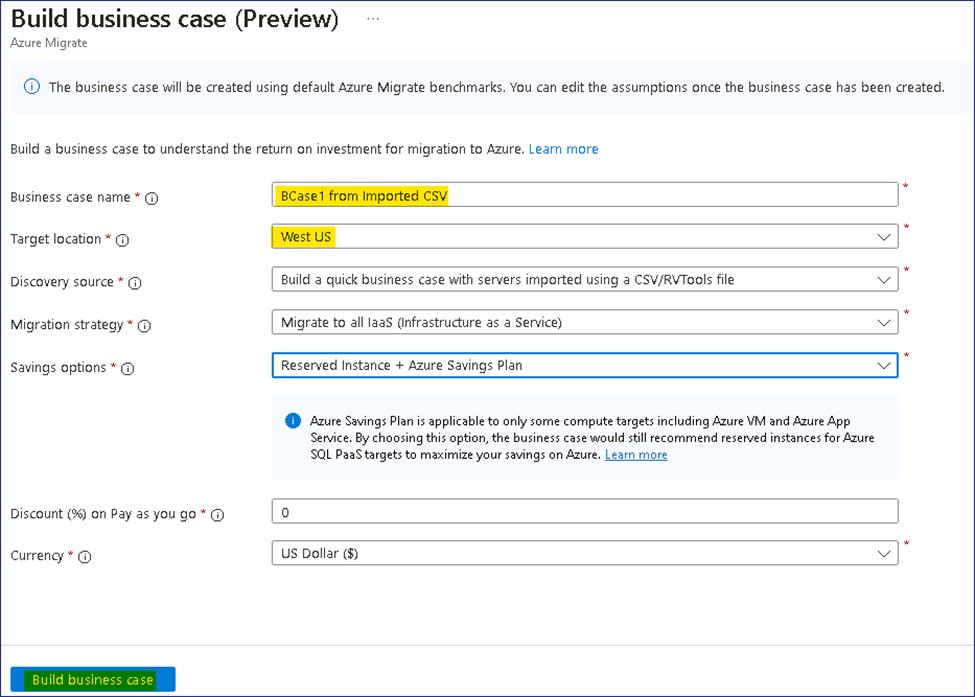 Build business case (Preview) ...
Azure Migrate
The business case will be created using default Azure Migrate benchmarks. You can edit the assumptions once the business case has been created.
Build a business case to understand the return on investment for migration to Azure. Learn more
Business case name * BCase1 from Imported CSV *
Target location * West US *
Discovery source * Build a quick business case with servers imported using a CSV/RVTools file *
Migration strategy * Migrate to all IaaS (Infrastructure as a Service) *
Savings options * Reserved Instance + Azure Savings Plan *
Azure Savings Plan is applicable to only some compute targets including Azure VM and Azure App
Service. By choosing this option, the business case would still recommend reserved instances for Azure
SQL PaaS targets to maximize your savings on Azure. Learn more
Discount (%) on Pay as you go * 0
Currency * US Dollar ($) *
Build business case